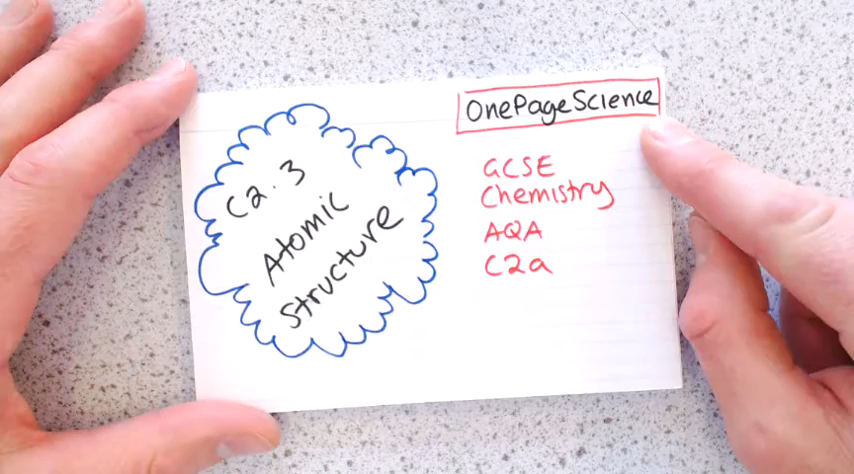 C2.3
Atomic
structure
OnePageScience
GCSE
Chemistry
AQA
C2a